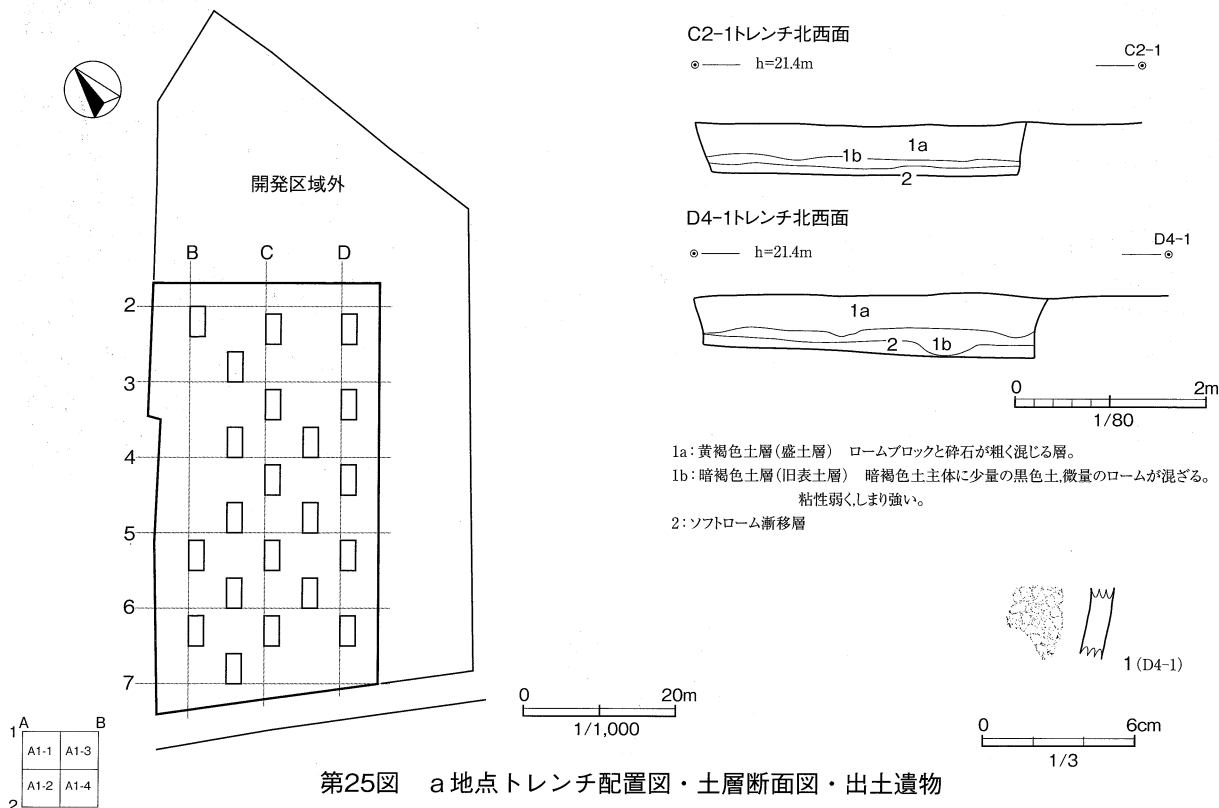 開発区域外
B C D
2
3
4
5
6
7
0 20m
1/1,000
A B
1
A1-1 A1-3
A1-2 A1-4
2
C2-1トレンチ北西面
h=21.4m
C2-1
1a
1b
2
D4-1トレンチ北西面
h=21.4m
D4-1
1a
2 1b
0 2m
1/80
1a：黄褐色土層（盛土層） ロームブロックと砕石が粗く混じる層。
1b：暗褐色土層（旧表土層） 暗褐色土主体に少量の黒色土,微量のロームが混ざる。
粘性弱く,しまり強い。
2：ソフトローム漸移層
1 (D4-1)
0 6cm
1/3
第25図 a地点トレンチ配置図・土層断面図・出土遺物